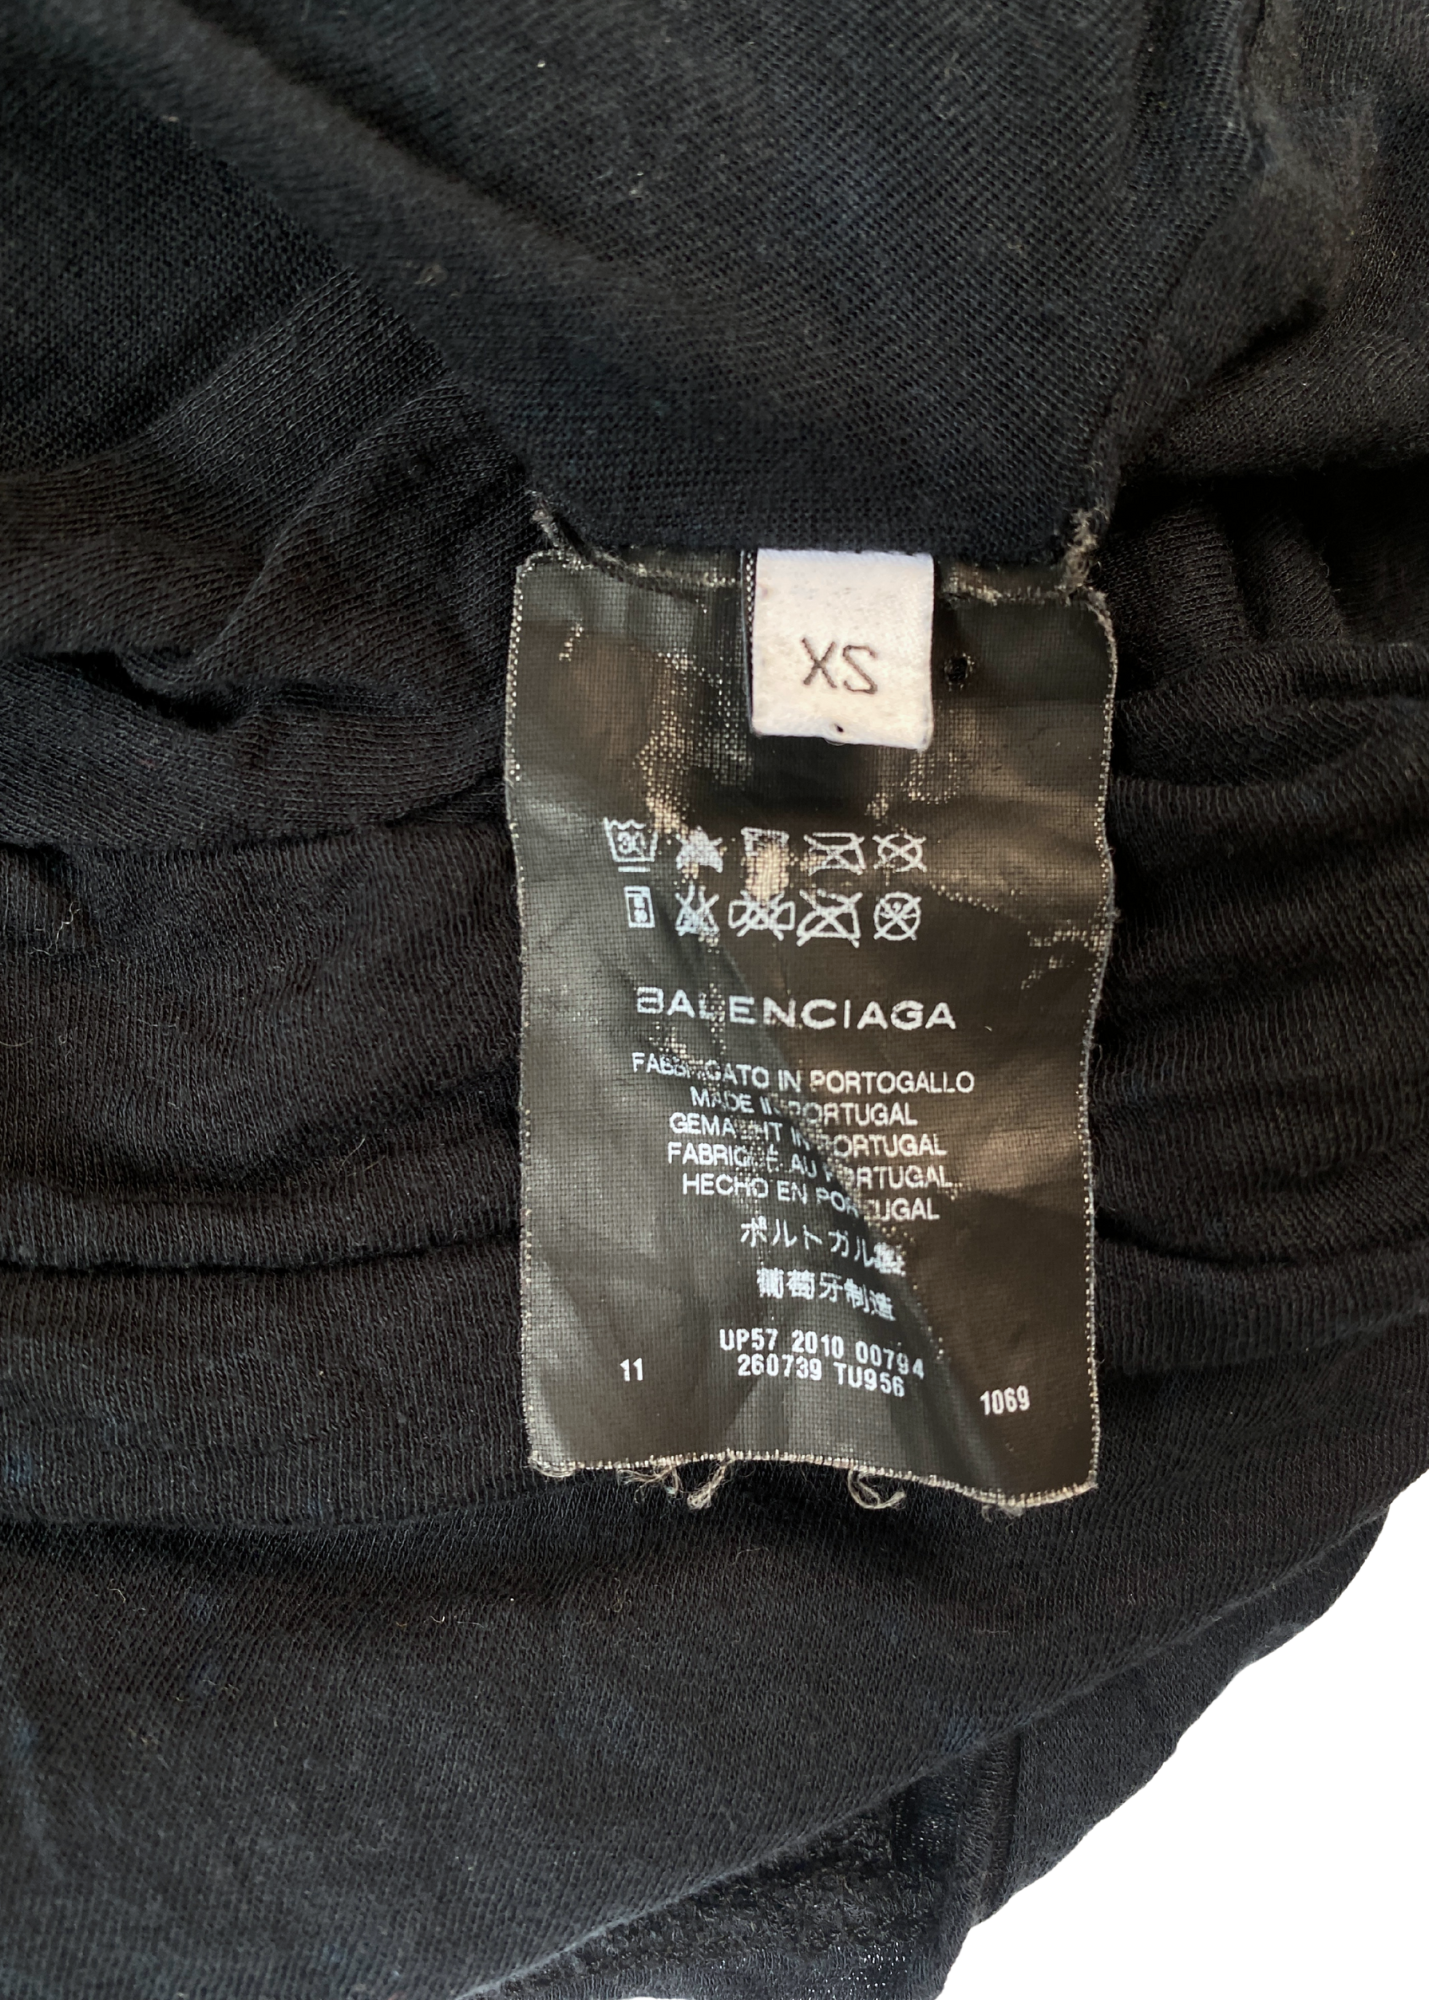 XS
30
BALENCIAGA
FABBRICATO IN PORTOGALLO
MADE IN PORTUGAL
GEMACHT IN PORTUGAL
FABRIQUÉ AU PORTUGAL
HECHO EN PORTUGAL
ポルトガル製
葡萄牙制造
UP57 2010 00794
260739 TU956
11
1069